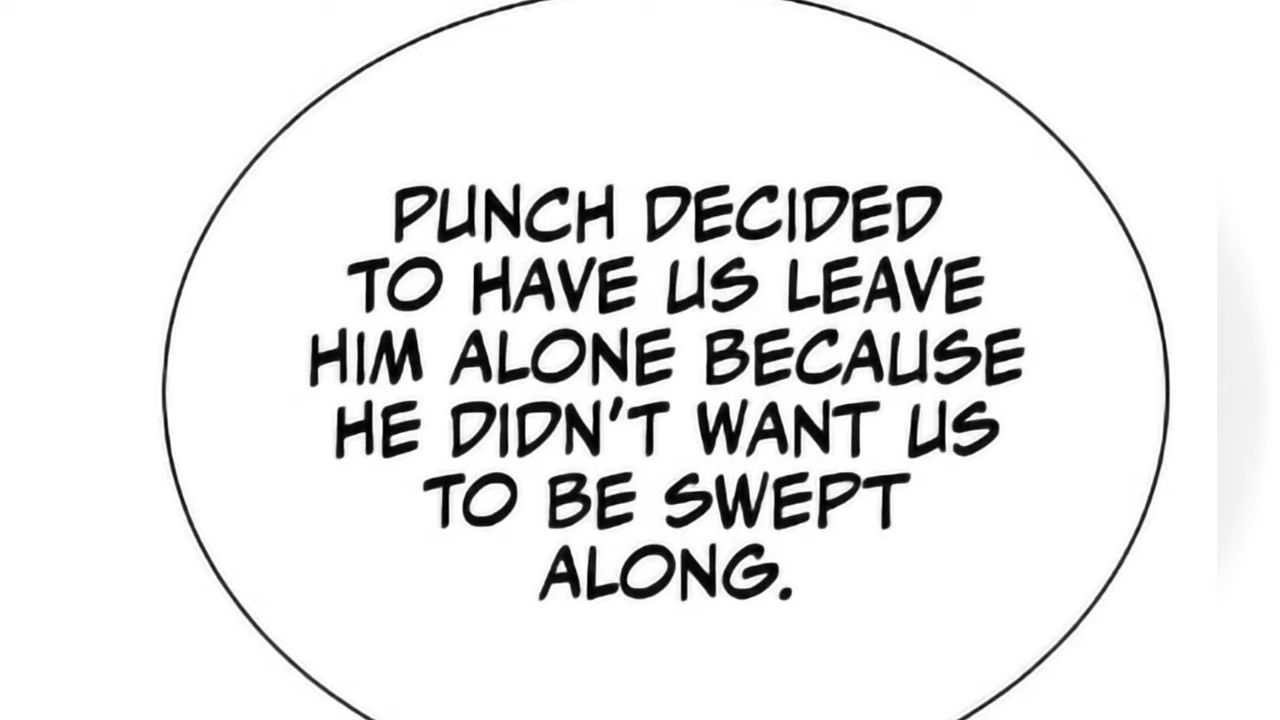 PUNCH DECIDED
TO HAVE US LEAVE
HIM ALONE BECAUSE
HE DIDN'T WANT US
TO BE SWEPT
ALONG.